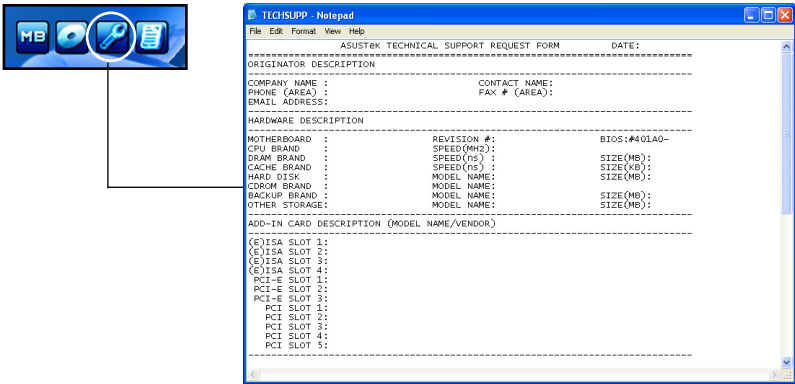 MB
TECHSUPP - Notepad
File Edit Format View Help
ASUSTeK TECHNICAL SUPPORT REQUEST FORM DATE:
==============================================================================
ORIGINATOR DESCRIPTION
------------------------------------------------------------------------------
COMPANY NAME : CONTACT NAME:
PHONE (AREA) : FAX # (AREA):
EMAIL ADDRESS:
------------------------------------------------------------------------------
HARDWARE DESCRIPTION
------------------------------------------------------------------------------
MOTHERBOARD : REVISION #: BIOS:#401A0-
CPU BRAND : SPEED(MHz):
DRAM BRAND : SPEED(ns) : SIZE(MB):
CACHE BRAND : SPEED(ns) : SIZE(KB):
HARD DISK : MODEL NAME: SIZE(MB):
CDROM BRAND : MODEL NAME:
BACKUP BRAND : MODEL NAME: SIZE(MB):
OTHER STORAGE: MODEL NAME: SIZE(MB):
------------------------------------------------------------------------------
ADD-IN CARD DESCRIPTION (MODEL NAME/VENDOR)
------------------------------------------------------------------------------
(E)ISA SLOT 1:
(E)ISA SLOT 2:
(E)ISA SLOT 3:
(E)ISA SLOT 4:
PCI-E SLOT 1:
PCI-E SLOT 2:
PCI-E SLOT 3:
PCI SLOT 1:
PCI SLOT 2:
PCI SLOT 3:
PCI SLOT 4:
PCI SLOT 5:
------------------------------------------------------------------------------